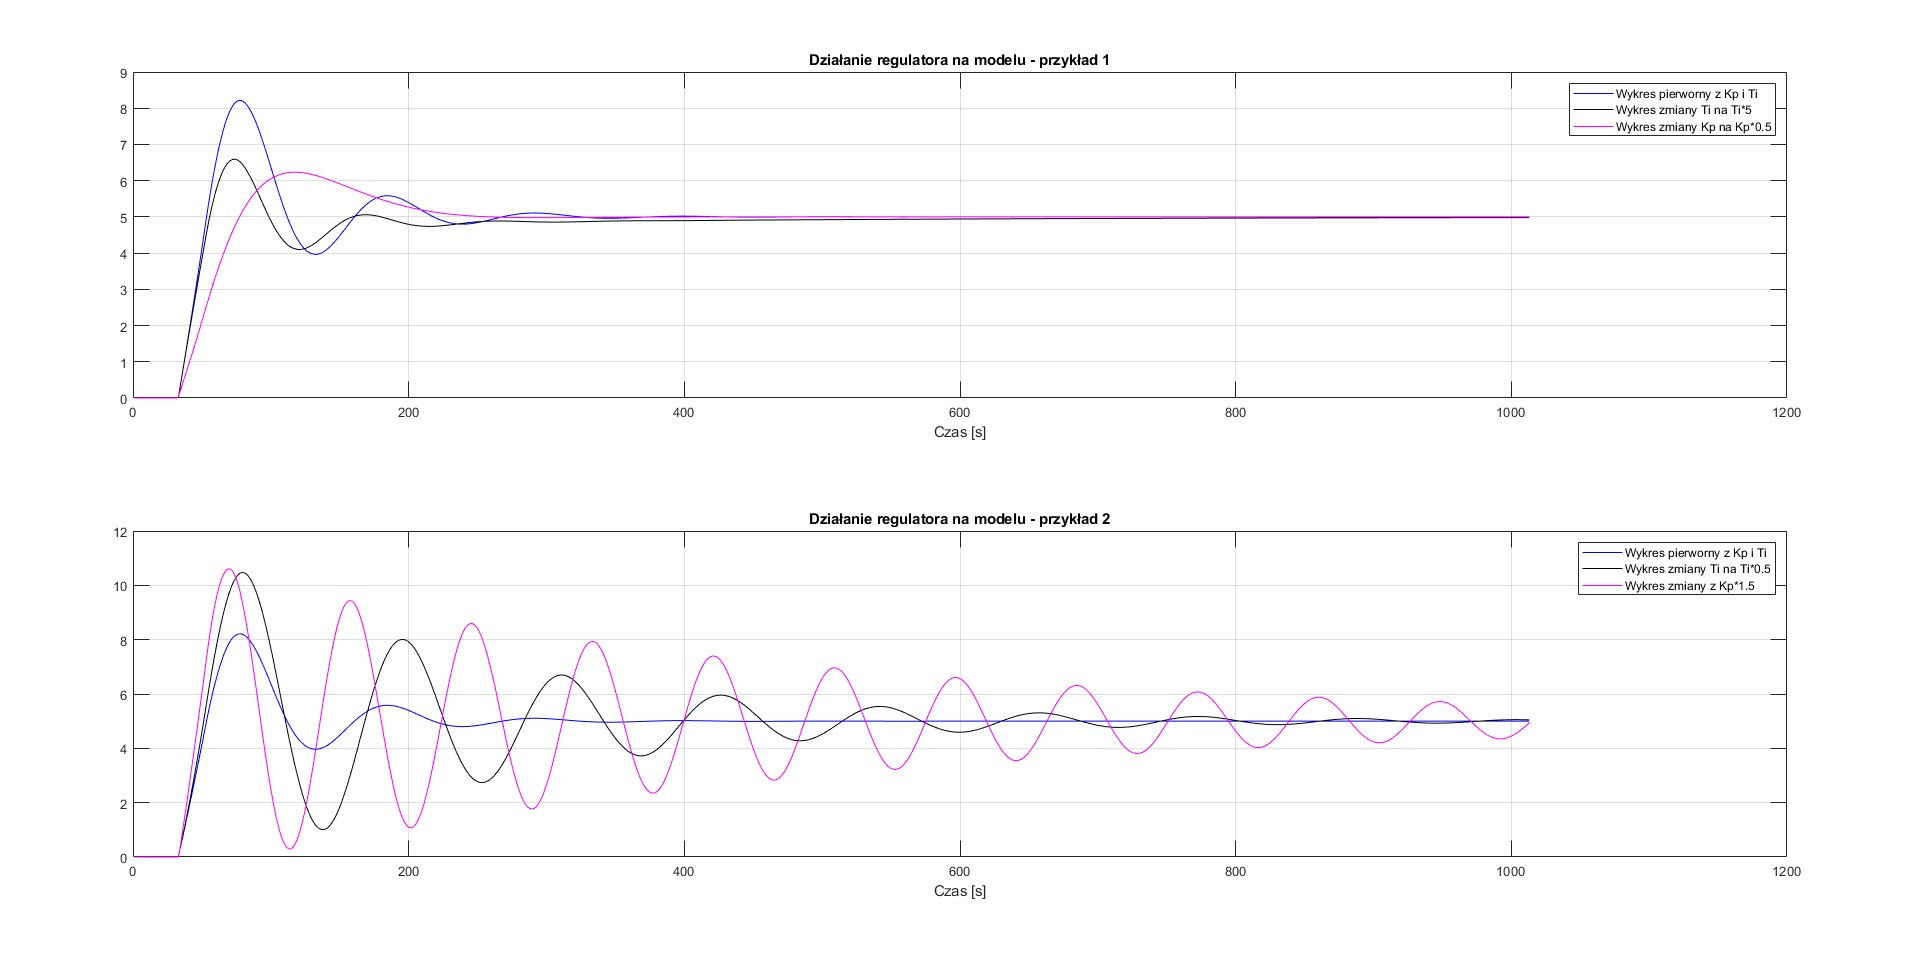 Działanie regulatora na modelu - przykład 1
9
8
7
6
5
4
3
2
1
0
Wykres pierworny z Kp i Ti
Wykres zmiany Ti na Ti*5
Wykres zmiany Kp na Kp*0.5
0 200 400 600 800 1000 1200
Czas [s]
Działanie regulatora na modelu - przykład 2
12
10
8
6
4
2
0
Wykres pierworny z Kp i Ti
Wykres zmiany Ti na Ti*0.5
Wykres zmiany z Kp*1.5
0 200 400 600 800 1000 1200
Czas [s]